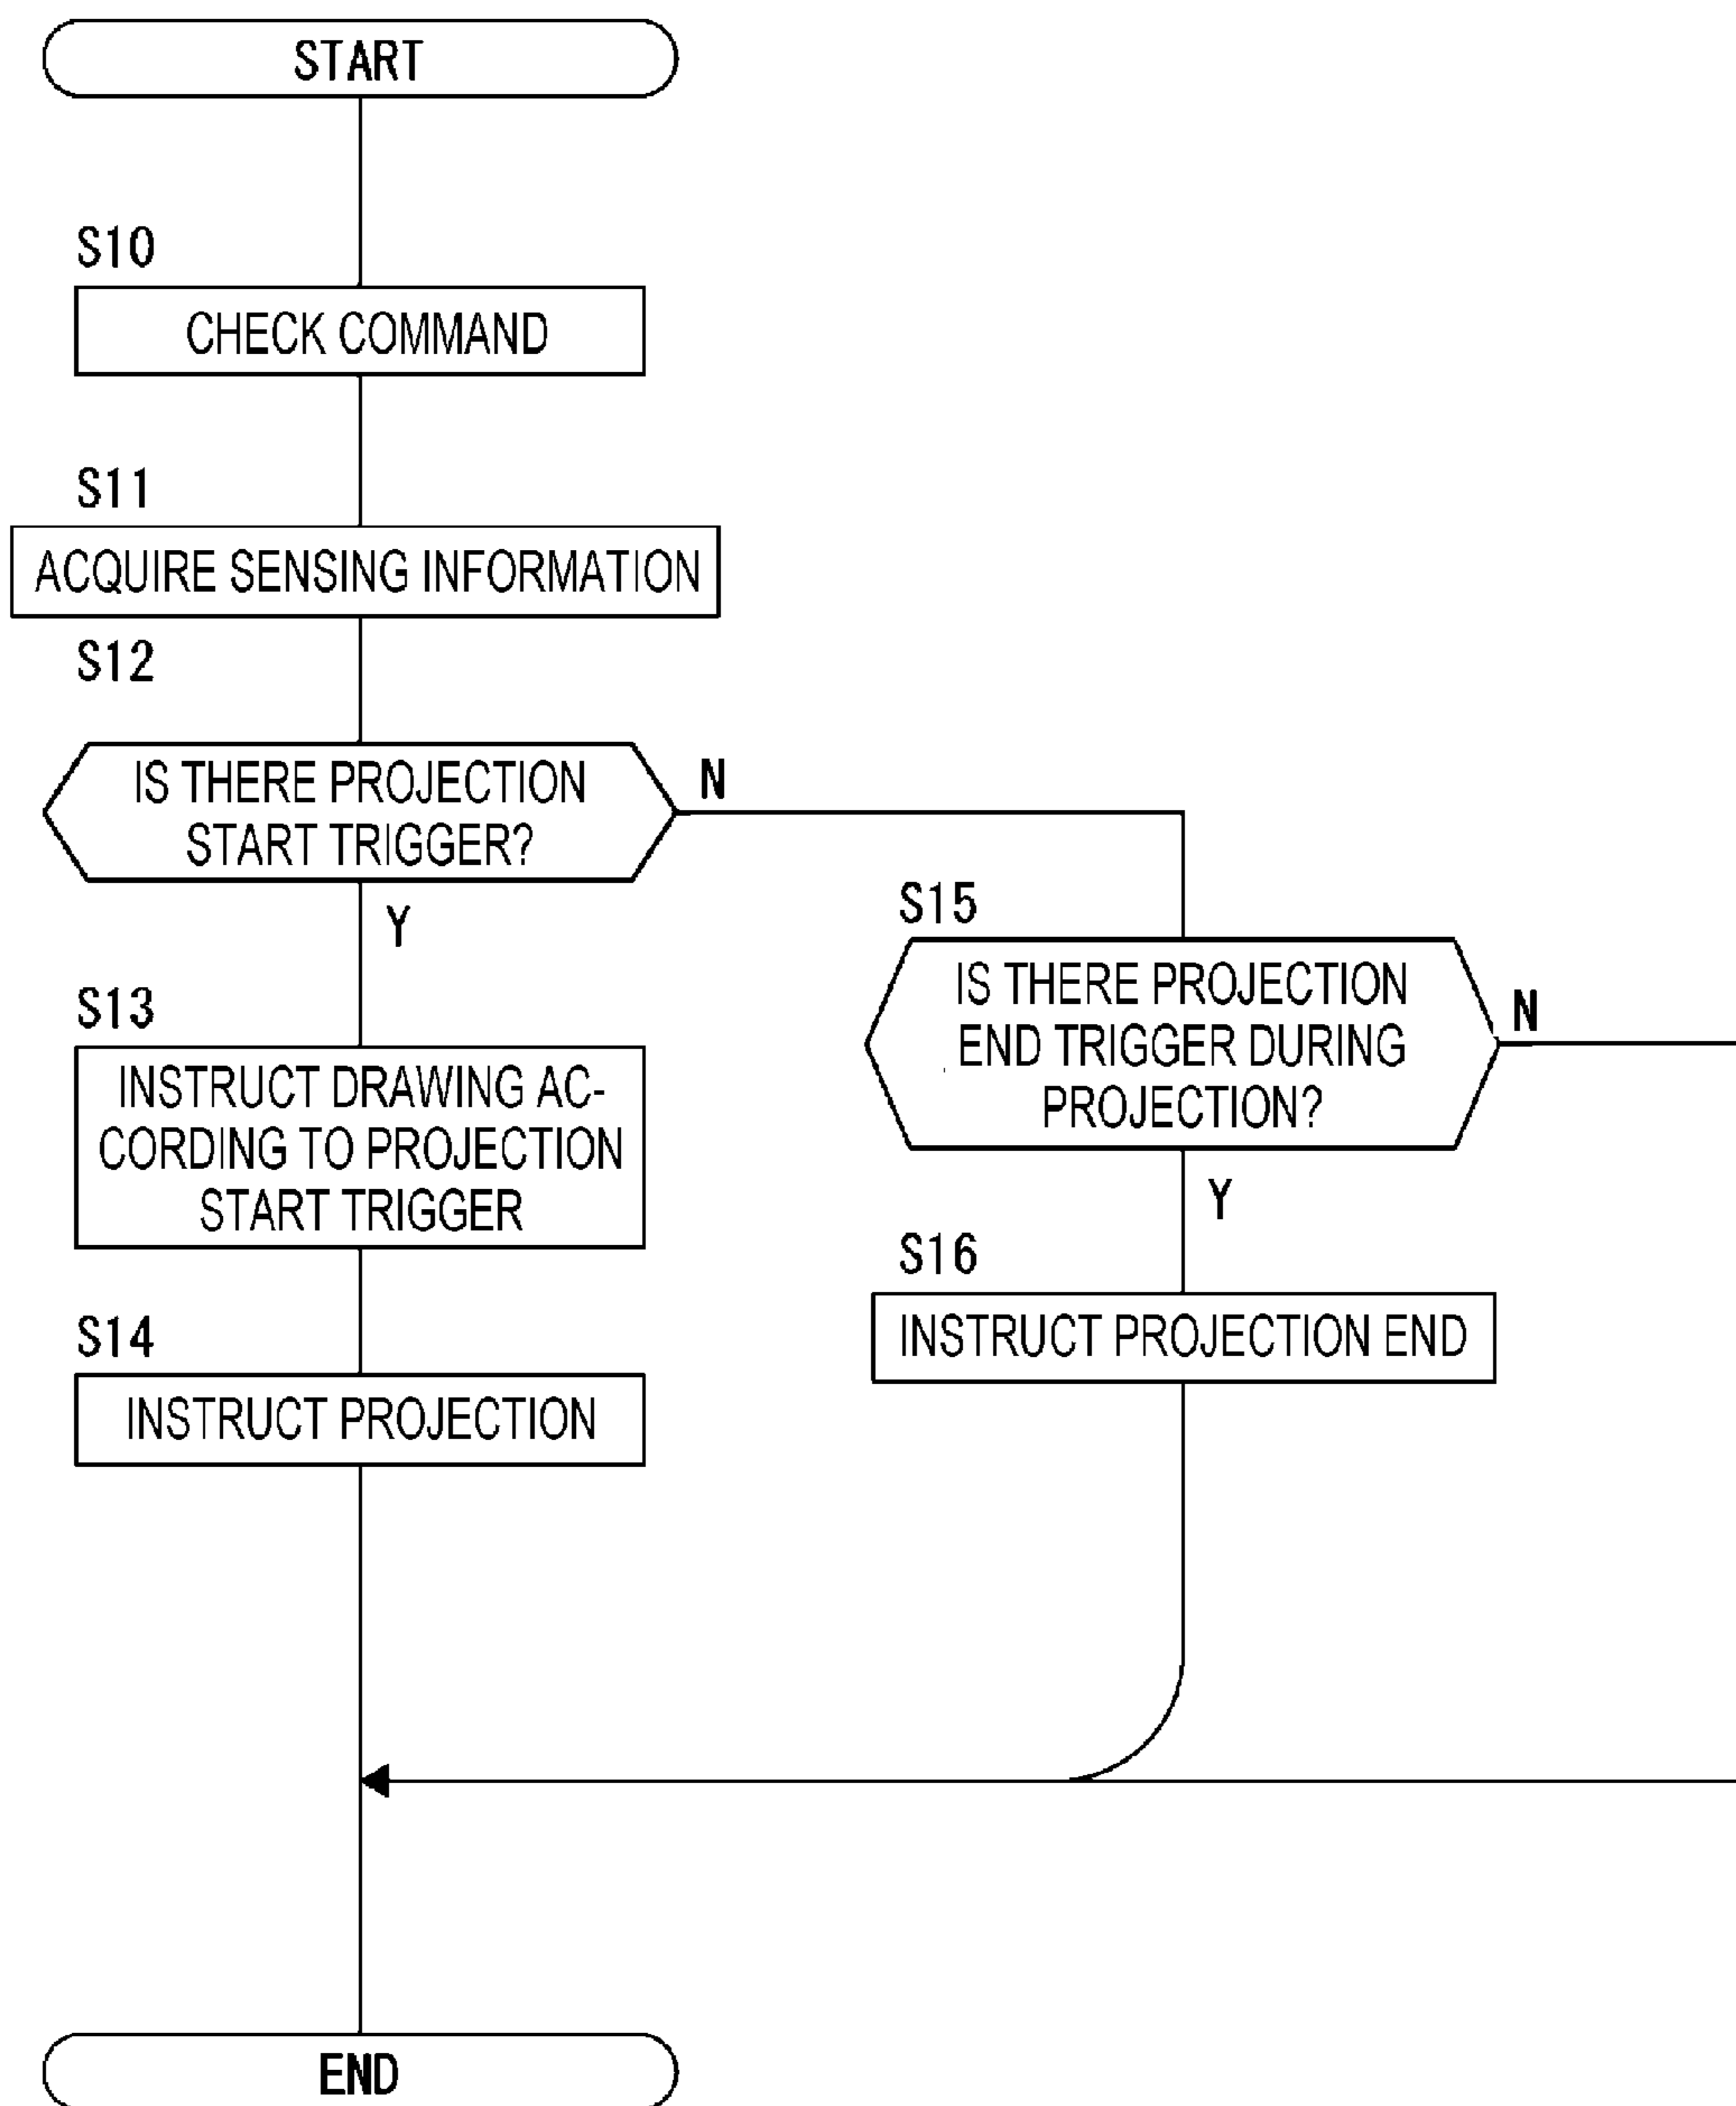 START
S10
CHECK COMMAND
S11
ACQUIRE SENSING INFORMATION
S12
IS THERE PROJECTION
START TRIGGER?
N
Y
S13
INSTRUCT DRAWING AC-
CORDING TO PROJECTION
START TRIGGER
S14
INSTRUCT PROJECTION
S15
IS THERE PROJECTION
END TRIGGER DURING
PROJECTION?
N
Y
S16
INSTRUCT PROJECTION END
END